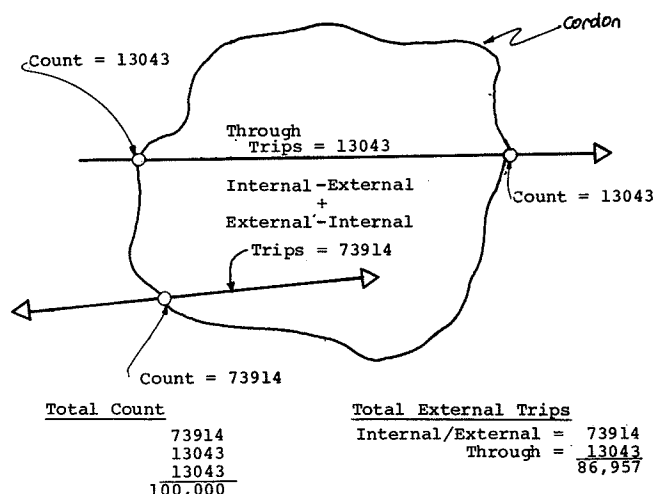 Cordon
Count = 13043
Through
Trips = 13043
Internal-External
+
External-Internal
Trips = 73914
Count = 13043
Count = 73914
Total Count
73914
13043
13043
100,000
Total External Trips
Internal/External = 73914
Through = 13043
86,957